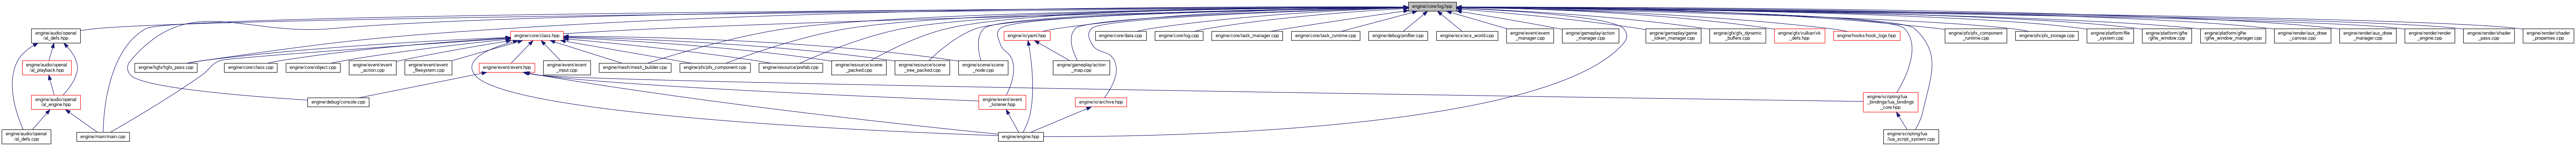 engine/core/log.hpp
engine/audio/openal
/al_defs.hpp
engine/core/class.hpp
engine/io/yaml.hpp
engine/core/data.cpp
engine/core/log.cpp
engine/core/task_manager.cpp
engine/core/task_runtime.cpp
engine/debug/profiler.cpp
engine/ecs/ecs_world.cpp
engine/event/event
_manager.cpp
engine/gameplay/action
_manager.cpp
engine/gameplay/game
_token_manager.cpp
engine/gfx/gfx_dynamic
_buffers.cpp
engine/gfx/vulkan/vk
_defs.hpp
engine/hooks/hook_logs.hpp
engine/pfx/pfx_component
_runtime.cpp
engine/pfx/pfx_storage.cpp
engine/platform/file
_system.cpp
engine/platform/glfw
/glfw_window.cpp
engine/platform/glfw
/glfw_window_manager.cpp
engine/render/aux_draw
_canvas.cpp
engine/render/aux_draw
_manager.cpp
engine/render/render
_engine.cpp
engine/render/shader
_pass.cpp
engine/render/shader
_properties.cpp
engine/audio/openal
/al_playback.hpp
engine/hgfx/hgfx_pass.cpp
engine/core/class.cpp
engine/core/object.cpp
engine/event/event
_action.cpp
engine/event/event
_filesystem.cpp
engine/event/event.hpp
engine/event/event
_input.cpp
engine/mesh/mesh_builder.cpp
engine/pfx/pfx_component.cpp
engine/resource/prefab.cpp
engine/resource/scene
_packed.cpp
engine/resource/scene
_tree_packed.cpp
engine/scene/scene
_node.cpp
engine/gameplay/action
_map.cpp
engine/audio/openal
/al_engine.hpp
engine/debug/console.cpp
engine/event/event
_listener.hpp
engine/io/archive.hpp
engine/scripting/lua
_bindings/lua_bindings
_core.hpp
engine/audio/openal
/al_defs.cpp
engine/main/main.cpp
engine/engine.hpp
engine/scripting/lua
/lua_script_system.cpp